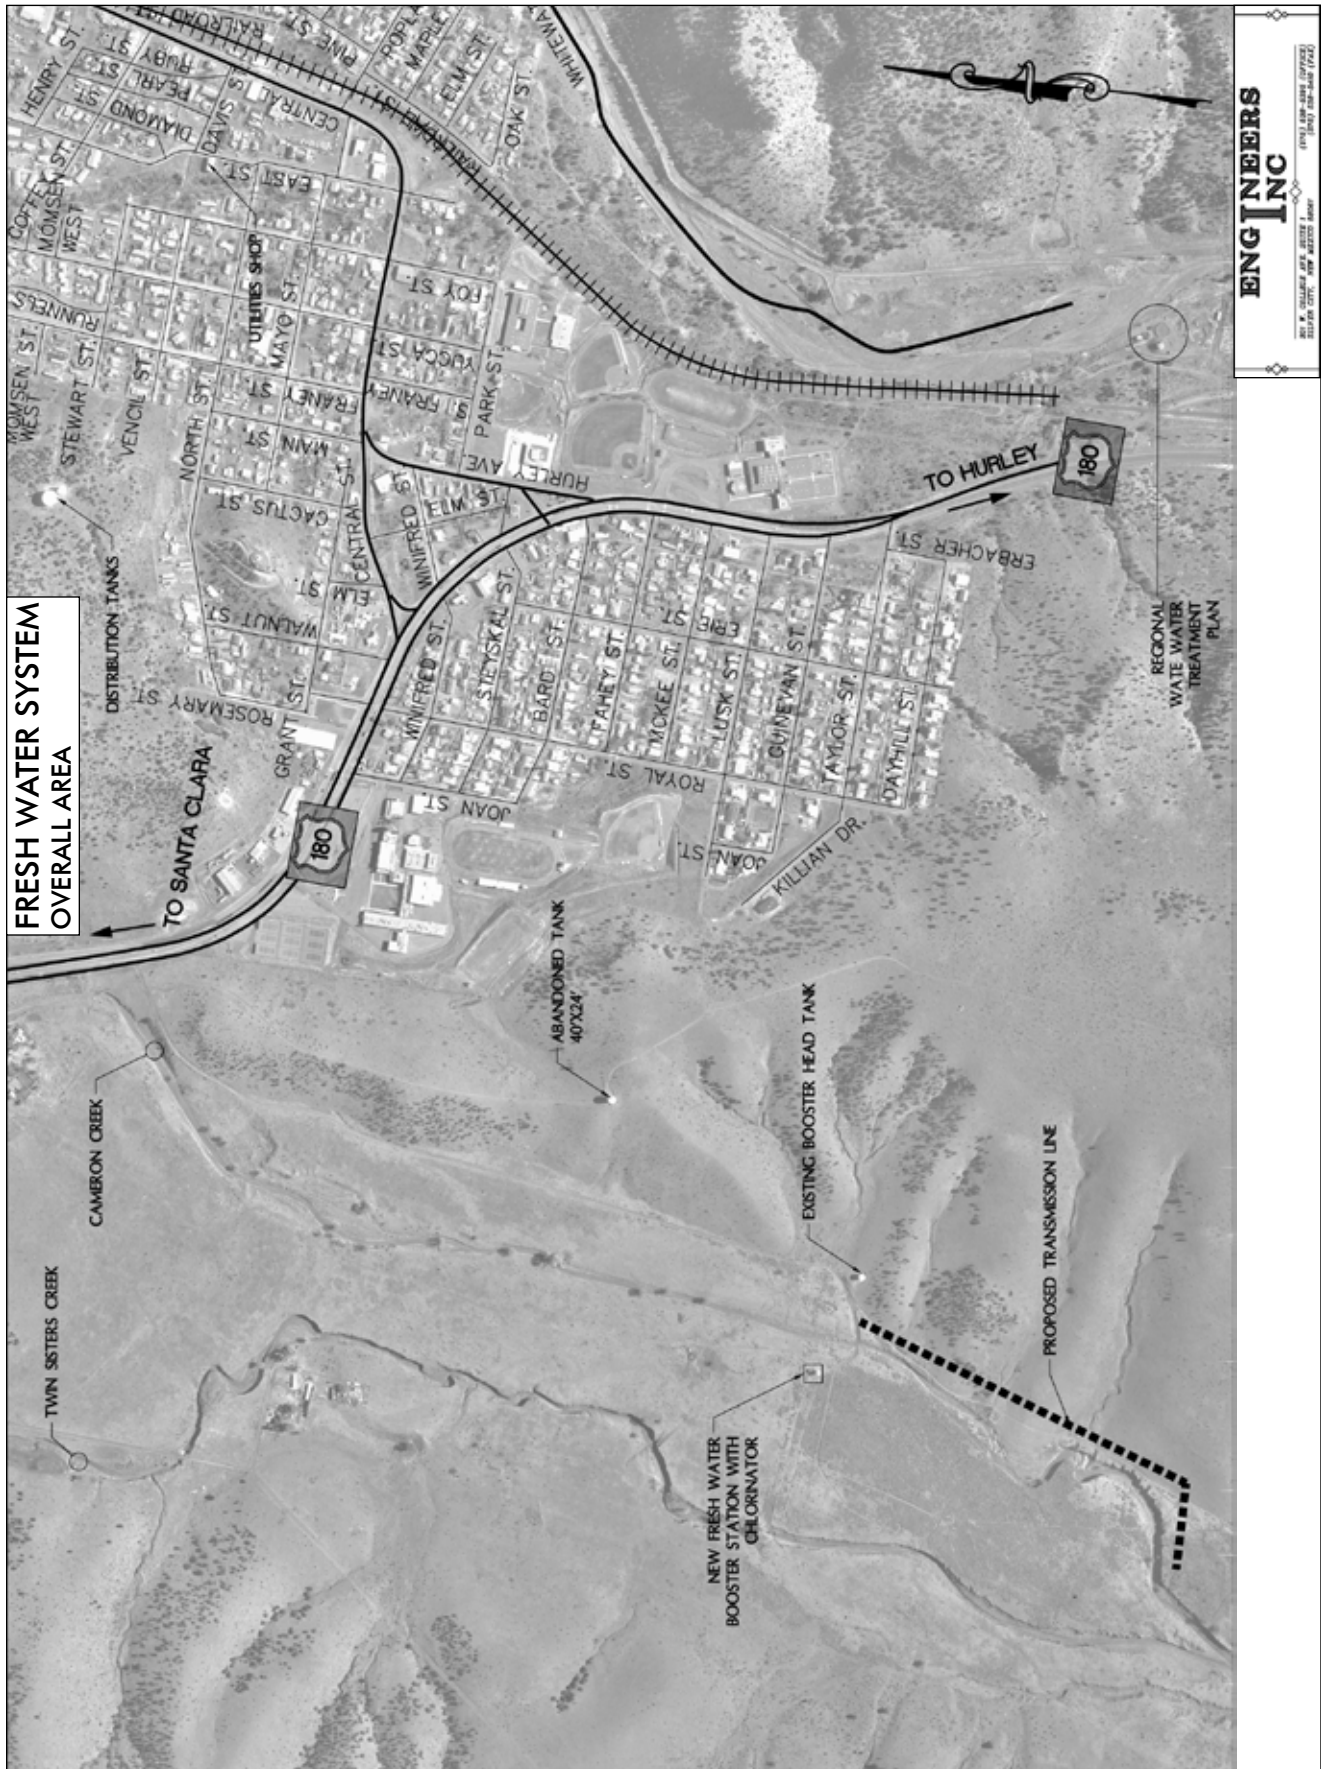 FRESH WATER SYSTEM
OVERALL AREA
TO SANTA CLARA
180
DISTRIBUTION TANKS
UTILITIES SHOP
HENRY ST.
RUBY ST.
PEARL ST.
DIAMOND ST.
DAVIS S
CENTRAL
RAILROAD
PINE ST.
MAPLE
ELM ST.
OAK ST.
EAST ST.
COFFEY
MOMSEN ST.
WEST
RUNNELS
MOMSEN ST.
WEST
STEWART ST.
VENCIL ST.
NORTH ST.
MAYO ST.
FRANEY ST.
MAIN ST.
CACTUS ST.
CENTRAL ST.
ELM ST.
WALNUT ST.
ROSEMARY ST.
GRANT ST.
FOY ST.
YUCCA ST.
S. FRANEY
PARK ST.
HURLEY AVE.
WINIFRED ST.
ELM ST.
WINIFRED ST.
STEYSKAL ST.
BARD ST.
FAHEY ST.
MCKEE ST.
LUSK ST.
GUNEVAN ST.
TAYLOR ST.
DAYHILL ST.
ERIE ST.
ERBACHER ST.
ROYAL ST.
JOAN ST.
JOAN ST.
KILLIAN DR.
TO HURLEY
180
REGIONAL
WATE WATER
TREATMENT
PLAN
ABANDONED TANK
40'X24'
CAMERON CREEK
TWIN SISTERS CREEK
EXISTING BOOSTER HEAD TANK
NEW FRESH WATER
BOOSTER STATION WITH
CHLORINATOR
PROPOSED TRANSMISSION LINE
ENGINEERS
INC